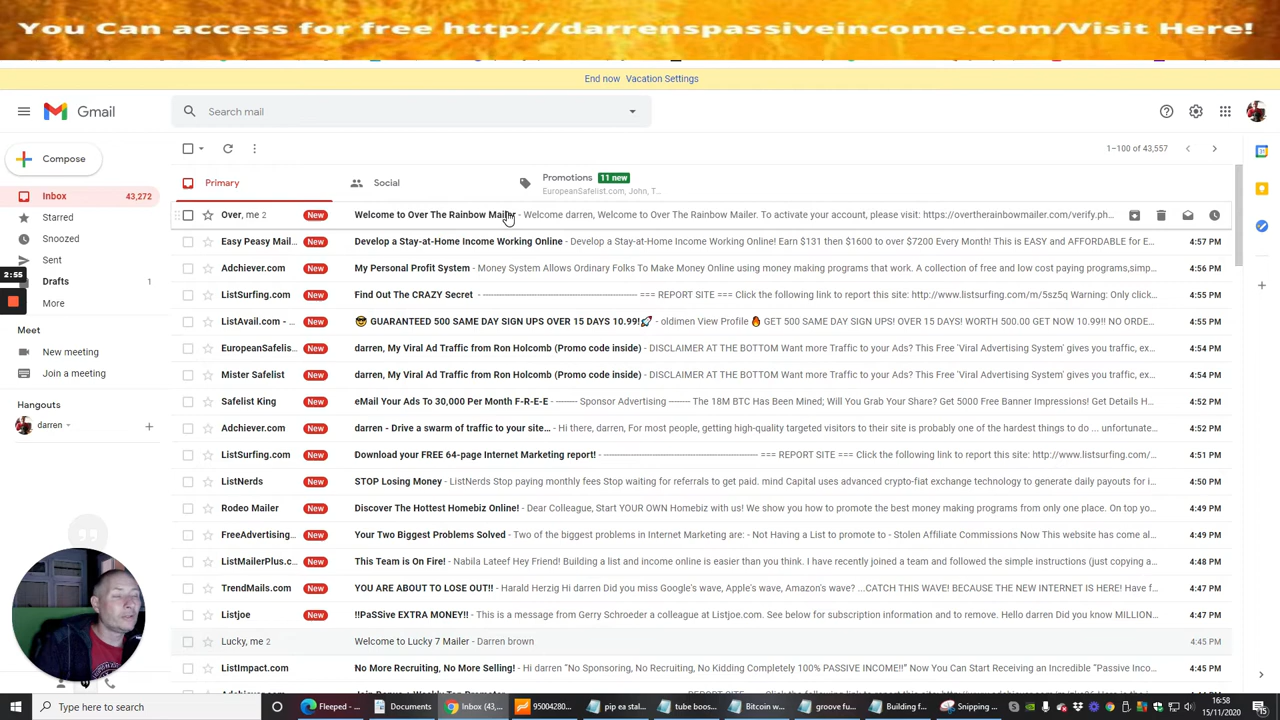 You Can access for free at http://darrenspassiveincome.com/Visit Here!
End now Vacation Settings
Gmail
Search mail
Compose
1–100 of 43,557
Primary
Social
Promotions 11 new
EuropeanSafelist.com, John, T...
Inbox 43,272
Starred
Snoozed
Sent
Drafts 1
More
Meet
New meeting
Join a meeting
Hangouts
darren
2:55
Over, me 2 New Welcome to Over The Rainbow Mailer - Welcome darren, Welcome to Over The Rainbow Mailer. To activate your account, please visit: https://overtherainbowmailer.com/verify.ph...
Easy Peasy Mail... New Develop a Stay-at-Home Income Working Online - Develop a Stay-at-Home Income Working Online! Earn $131 then $1600 to over $7200 Every Month! This is EASY and AFFORDABLE for E... 4:57 PM
Adchiever.com New My Personal Profit System - Money System Allows Ordinary Folks To Make Money Online using money making programs that work. A collection of free and low cost paying programs,simp... 4:56 PM
ListSurfing.com New Find Out The CRAZY Secret - ---------------------------------------- === REPORT SITE === Click the following link to report this site: http://www.listsurfing.com/m/5sz5q Warning: Only click... 4:55 PM
ListAvail.com - ... New 😎 GUARANTEED 500 SAME DAY SIGN UPS OVER 15 DAYS 10.99!🚀 - oldimen View Profile 🔥 GET 500 SAME DAY SIGN UPS! OVER 15 DAYS! WORTH 500.00 GET NOW 10.99!! NO ORDE... 4:55 PM
EuropeanSafelis... New darren, My Viral Ad Traffic from Ron Holcomb (Promo code inside) - DISCLAIMER AT THE BOTTOM Want more Traffic to your Ads? This Free 'Viral Advertising System' gives you traffic, ex... 4:54 PM
Mister Safelist New darren, My Viral Ad Traffic from Ron Holcomb (Promo code inside) - DISCLAIMER AT THE BOTTOM Want more Traffic to your Ads? This Free 'Viral Advertising System' gives you traffic, ex... 4:54 PM
Safelist King New eMail Your Ads To 30,000 Per Month F-R-E-E - -------- Sponsor Advertising -------- The 18M BTC Has Been Mined; Will You Grab Your Share? Get 5000 Free Banner Impressions! Get Details H... 4:52 PM
Adchiever.com New darren - Drive a swarm of traffic to your site... - Hi there, darren, For most people, getting high-quality targeted visitors to their site is probably one of the hardest things to do ... unfortunate... 4:52 PM
ListSurfing.com New Download your FREE 64-page Internet Marketing report! - ---------------------------------------- === REPORT SITE === Click the following link to report this site: http://www.listsurfing.com/... 4:51 PM
ListNerds New STOP Losing Money - ListNerds Stop paying monthly fees Stop waiting for referrals to get paid. mind Capital uses advanced crypto-fiat exchange technology to generate daily payouts for i... 4:50 PM
Rodeo Mailer New Discover The Hottest Homebiz Online! - Dear Colleague, Start YOUR OWN Homebiz with us! We show you how to promote the best money making programs from only one place. On top yo... 4:49 PM
FreeAdvertising... New Your Two Biggest Problems Solved - Two of the biggest problems in Internet Marketing are: - Not Having a List to promote to - Stolen Affiliate Commissions Now This website has come al... 4:49 PM
ListMailerPlus.c... New This Team is On Fire! - Nabila Lateef Hey Friend! Building a list and income online is easier than you think. I have recently joined a team and followed the simple instructions (just copying a... 4:48 PM
TrendMails.com New YOU ARE ABOUT TO LOSE OUT!! - Harald Herzig Hi darren Did you miss Google's wave, Apple's wave, Amazon's wave? ...CATCH THIS WAVE! BECAUSE THE NEW INTERNET IS HERE! We have f... 4:47 PM
Listjoe New !!PaSSive EXTRA MONEY!! - This is a message from Gerry Schroeder a colleague at Listjoe.com. See below for subscription information and to remove. Hello darren Did you know MILLION... 4:47 PM
Lucky, me 2 Welcome to Lucky 7 Mailer - Darren brown 4:45 PM
ListImpact.com New No More Recruiting, No More Selling! - Hi darren "No Sponsoring, No Recruiting, No Kidding Completely 100% PASSIVE INCOME!!" Now You Can Start Receiving an Incredible "Passive Inc... 4:45 PM
Type here to search
Fleeped - ...
Documents
Inbox (43,...
95004280...
pip ea stal...
tube boos...
Bitcoin w...
groove fu...
Building f...
Snipping ...
16:58
15/11/2020